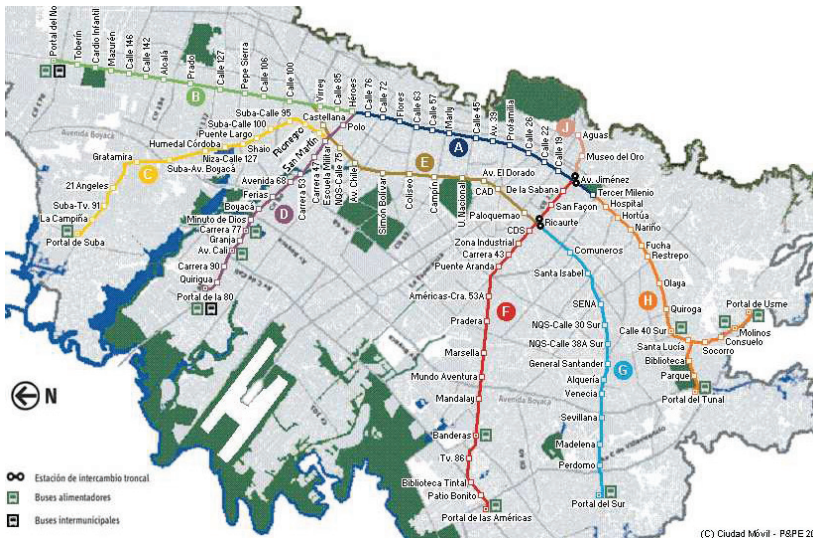 Portal del No
Toberín
Cardio Infantil
Mazurén
Calle 146
Calle 142
Alcalá
Prado
Calle 127
Pepe Sierra
Calle 106
Calle 100
Virrey
Calle 85
Héroes
Calle 76
Calle 72
Flores
Calle 63
Calle 57
Marly
Calle 45
Av. 39
Profamilia
Calle 26
Calle 22
Calle 19
J
Aguas
Museo del Oro
Av. Jiménez
Tercer Milenio
B
A
Castellana
Polo
Suba-Calle 95
Suba-Calle 100
Puente Largo
Rionegro
San Martín
Humedal Córdoba
Shaio
Niza-Calle 127
Suba-Av. Boyacá
Avenida Boyacá
Gratamira
C
21 Angeles
Suba-Tv. 91
La Campiña
Portal de Suba
Avenida 68
Ferias
Boyacá
Minuto de Dios
Carrera 77
Granja
Av. Cali
Carrera 90
Quirigua
Portal de la 80
D
Carrera 53
Carrera 47
Escuela Militar
NQS-Calle 75
Av. Chile
Simón Bolívar
E
Coliseo
Campín
U. Nacional
Av. El Dorado
CAD
Paloquemao
De la Sabana
San Façon
Ricaurte
CDS
Zona Industrial
Carrera 43
Puente Aranda
Américas-Cra. 53A
F
Pradera
Marsella
Mundo Aventura
Mandalay
Avenida Boyacá
Banderas
Tv. 86
Biblioteca Tintal
Patio Bonito
Portal de las Américas
Comuneros
Santa Isabel
SENA
NQS-Calle 30 Sur
NQS-Calle 38A Sur
General Santander
G
Alquería
Venecia
Sevillana
Madelena
Perdomo
Portal del Sur
Hospital
Hortúa
Nariño
Fucha
Restrepo
Olaya
H
Quiroga
Calle 40 Sur
Santa Lucía
Biblioteca
Parque
Portal del Tunal
Socorro
Consuelo
Molinos
Portal de Usme
N
Estación de intercambio troncal
Buses alimentadores
Buses intermunicipales
(C) Ciudad Móvil - P&PE 20